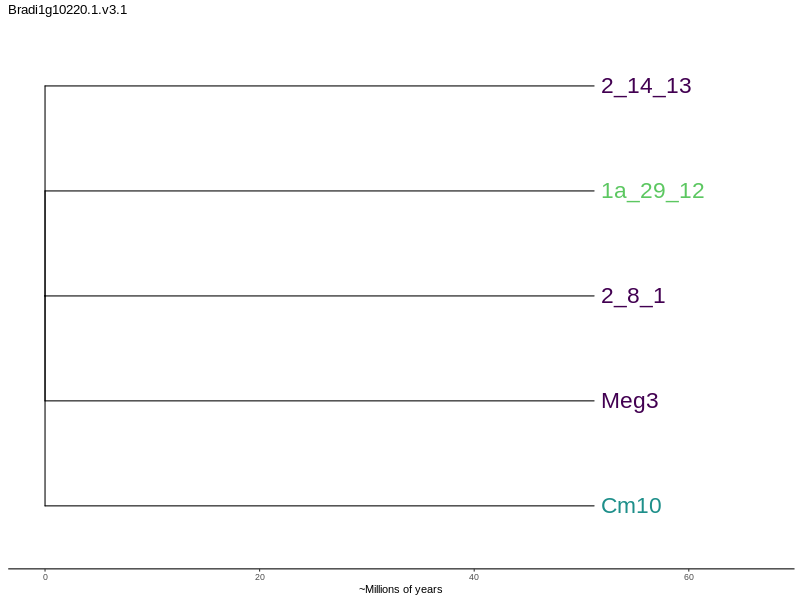 Bradi1g10220.1.v3.1
2_14_13
1a_29_12
2_8_1
Meg3
Cm10
0 20 40 60
~Millions of years